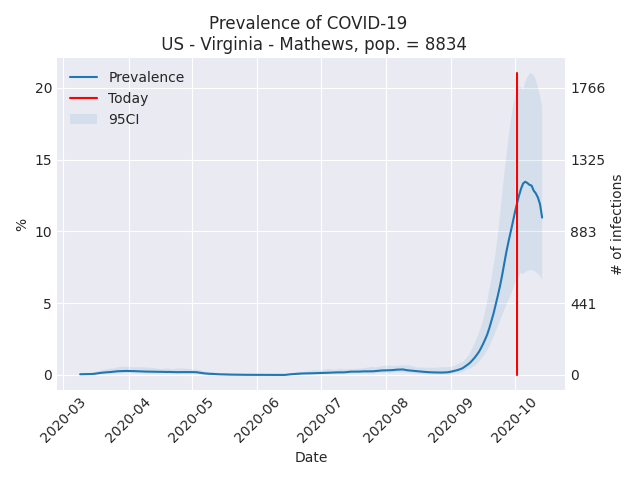 Prevalence of COVID-19
US - Virginia - Mathews, pop. = 8834
Prevalence
Today
95CI
20
15
10
5
0
%
1766
1325
883
441
0
# of infections
2020-03
2020-04
2020-05
2020-06
2020-07
2020-08
2020-09
2020-10
Date